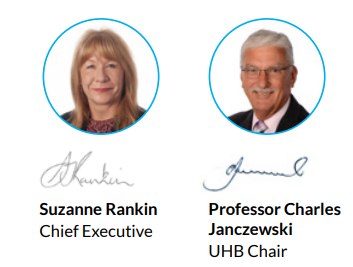 Suzanne Rankin
Chief Executive
Professor Charles
Janczewski
UHB Chair